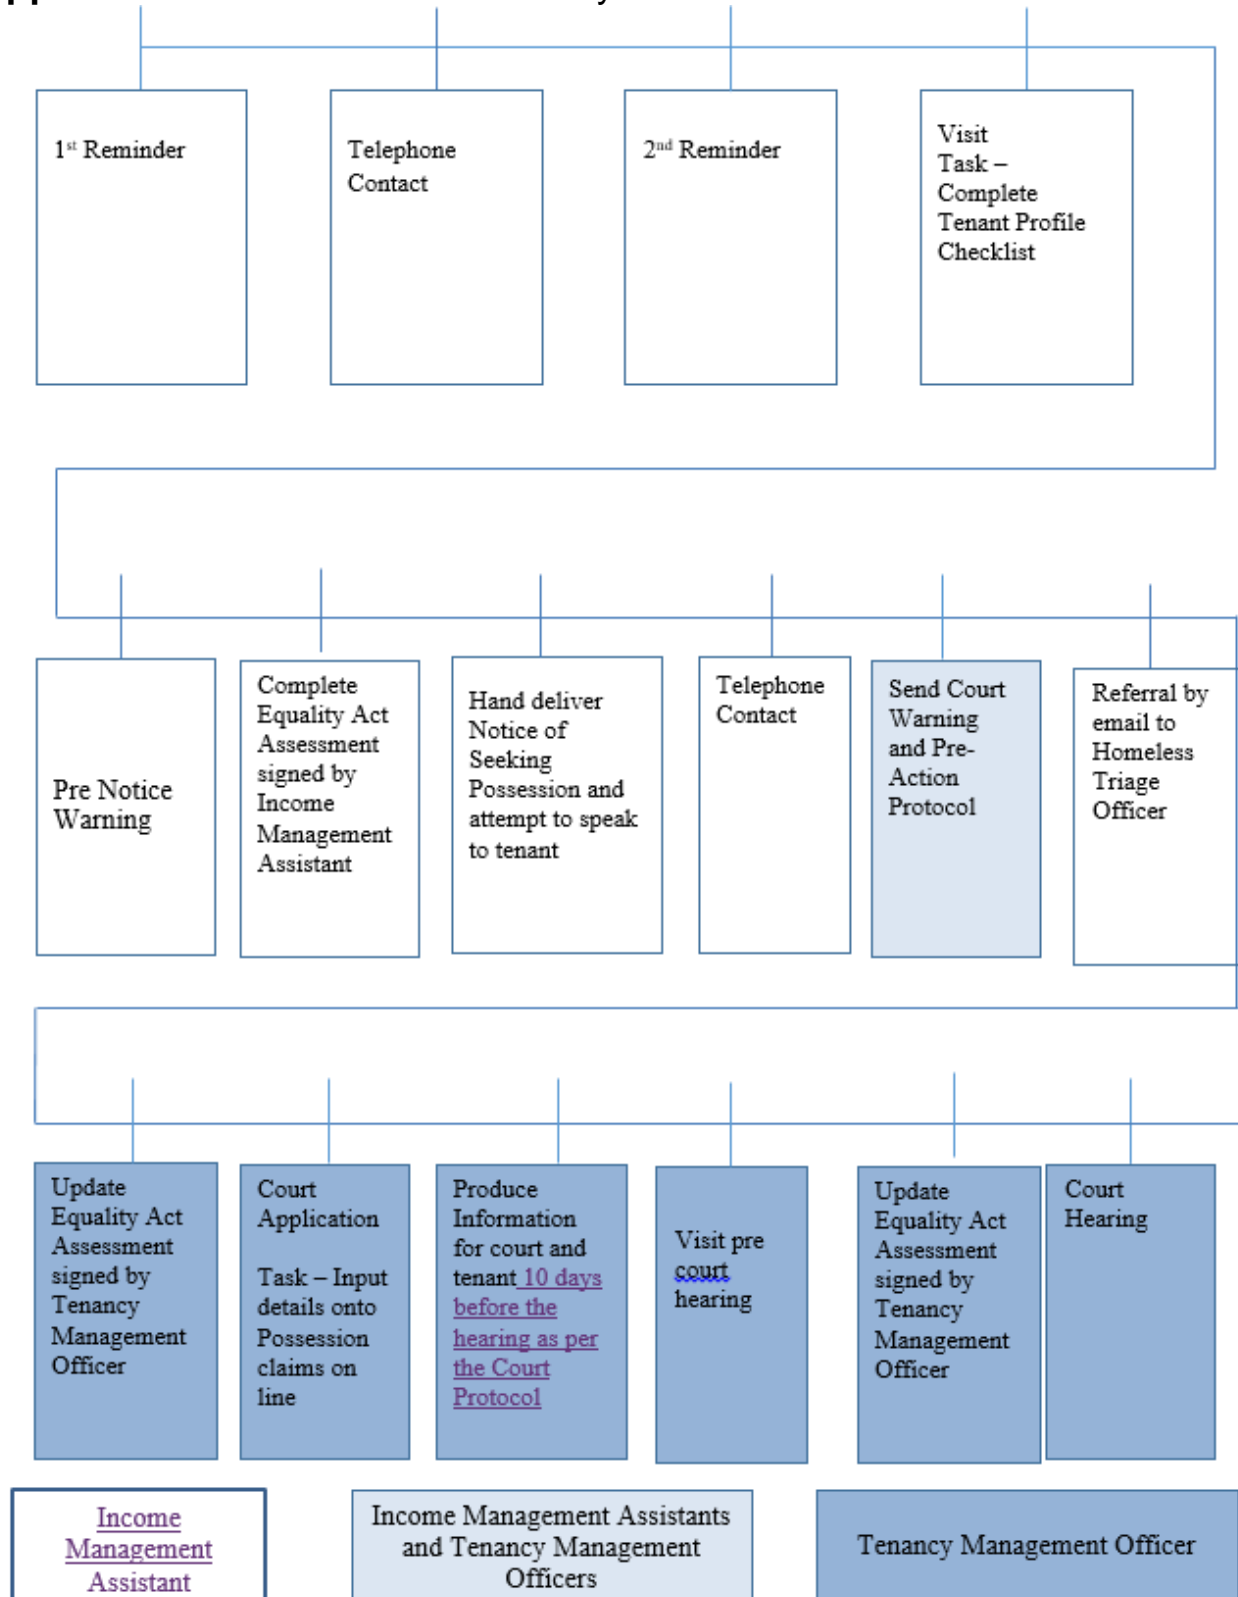 1st Reminder
Telephone
Contact
2nd Reminder
Visit
Task –
Complete
Tenant Profile
Checklist
Pre Notice
Warning
Complete
Equality Act
Assessment
signed by
Income
Management
Assistant
Hand deliver
Notice of
Seeking
Possession and
attempt to speak
to tenant
Telephone
Contact
Send Court
Warning
and Pre-
Action
Protocol
Referral by
email to
Homeless
Triage
Officer
Update
Equality Act
Assessment
signed by
Tenancy
Management
Officer
Court
Application
Task – Input
details onto
Possession
claims on
line
Produce
Information
for court and
tenant 10 days
before the
hearing as per
the Court
Protocol
Visit pre
court
hearing
Update
Equality Act
Assessment
signed by
Tenancy
Management
Officer
Court
Hearing
Income
Management
Assistant
Income Management Assistants
and Tenancy Management
Officers
Tenancy Management Officer